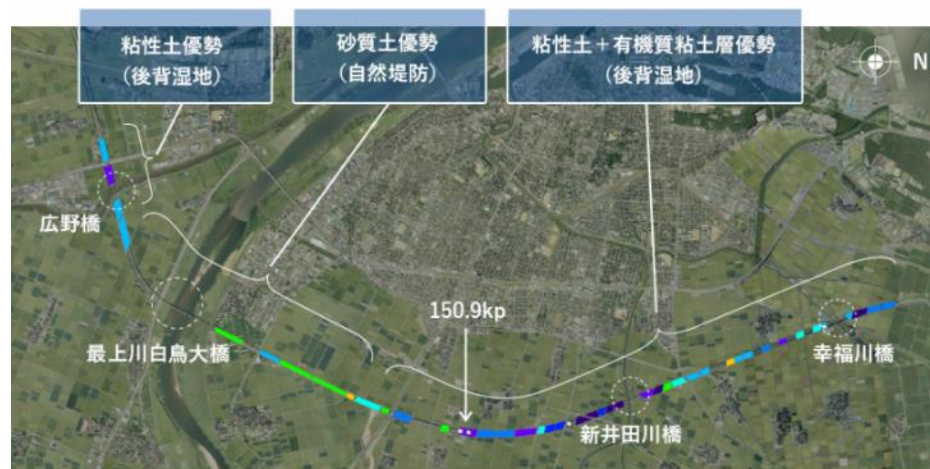 粘性土優勢
（後背湿地）
砂質土優勢
（自然堤防）
粘性土＋有機質粘土層優勢
（後背湿地）
N
広野橋
150.9kp
最上川白鳥大橋
幸福川橋
新井田川橋